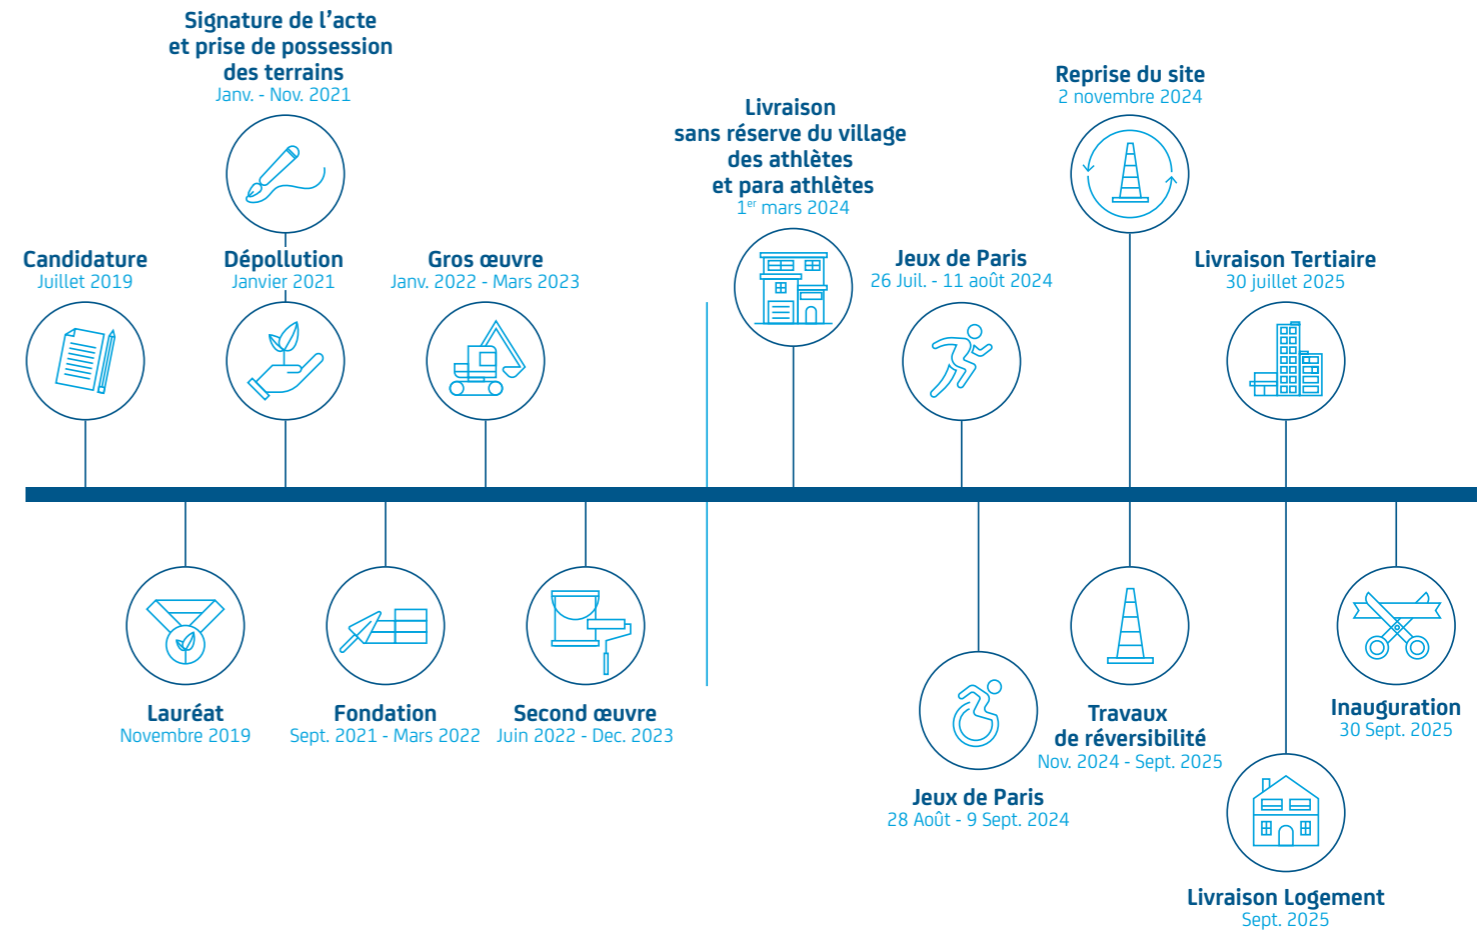 Signature de l’acte
et prise de possession
des terrains
Janv. - Nov. 2021
Candidature
Juillet 2019
Dépollution
Janvier 2021
Gros œuvre
Janv. 2022 - Mars 2023
Livraison
sans réserve du village
des athlètes
et para athlètes
1er mars 2024
Jeux de Paris
26 Juil. - 11 août 2024
Reprise du site
2 novembre 2024
Livraison Tertiaire
30 juillet 2025
Lauréat
Novembre 2019
Fondation
Sept. 2021 - Mars 2022
Second œuvre
Juin 2022 - Dec. 2023
Jeux de Paris
28 Août - 9 Sept. 2024
Travaux
de réversibilité
Nov. 2024 - Sept. 2025
Livraison Logement
Sept. 2025
Inauguration
30 Sept. 2025